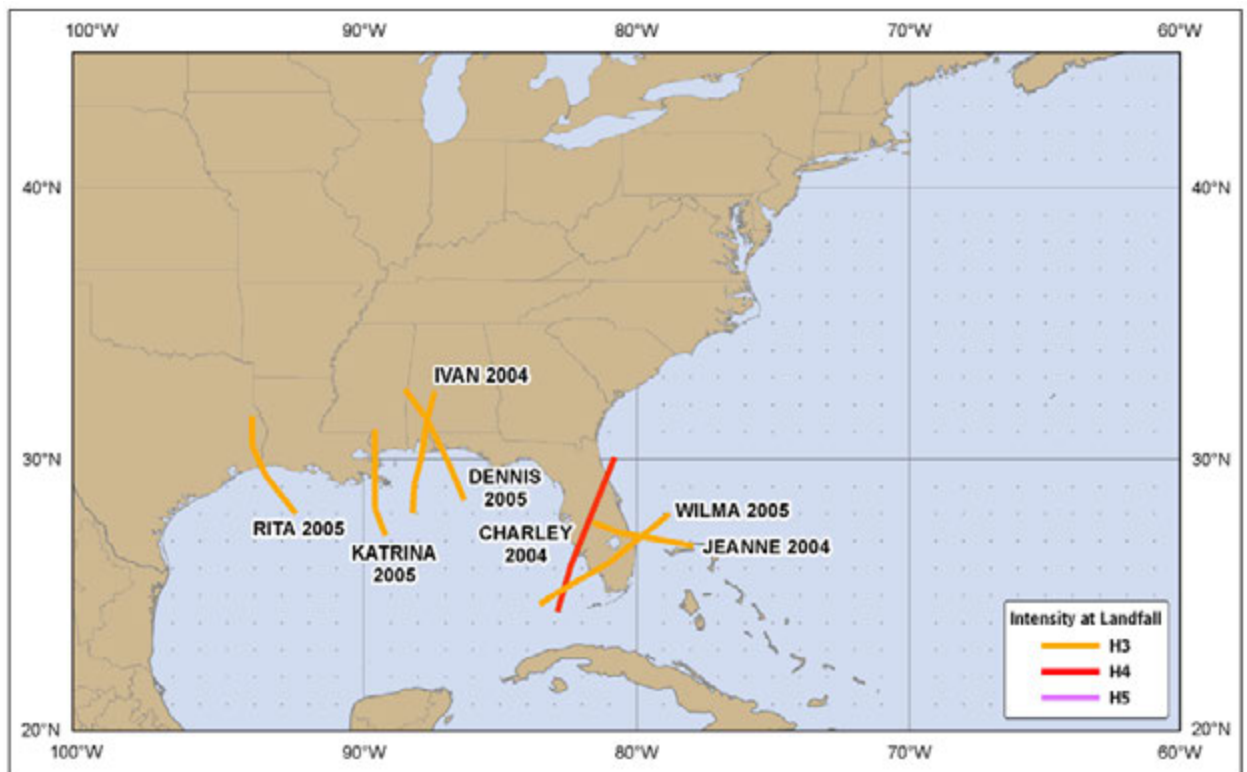 100°W 90°W 80°W 70°W 60°W
40°N 40°N
IVAN 2004
30°N 30°N
DENNIS
2005
RITA 2005
KATRINA
2005
CHARLEY
2004
WILMA 2005
JEANNE 2004
Intensity at Landfall
H3
H4
H5
20°N 20°N
100°W 90°W 80°W 70°W 60°W